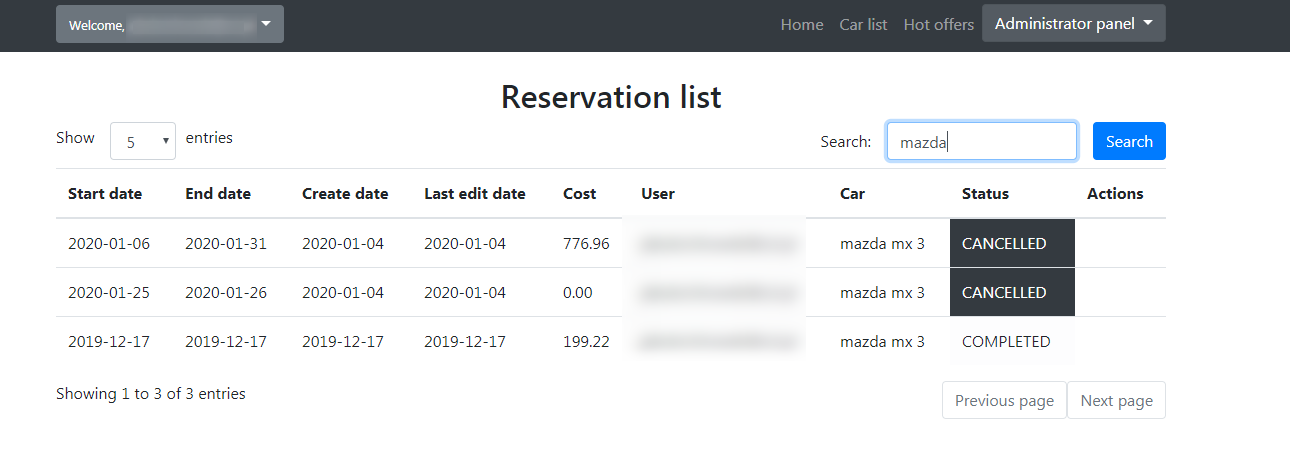 Welcome, Home Car list Hot offers Administrator panel
Reservation list
Show 5 entries Search: mazda Search
Start date End date Create date Last edit date Cost User Car Status Actions
2020-01-06 2020-01-31 2020-01-04 2020-01-04 776.96 mazda mx 3 CANCELLED
2020-01-25 2020-01-26 2020-01-04 2020-01-04 0.00 mazda mx 3 CANCELLED
2019-12-17 2019-12-17 2019-12-17 2019-12-17 199.22 mazda mx 3 COMPLETED
Showing 1 to 3 of 3 entries Previous page Next page